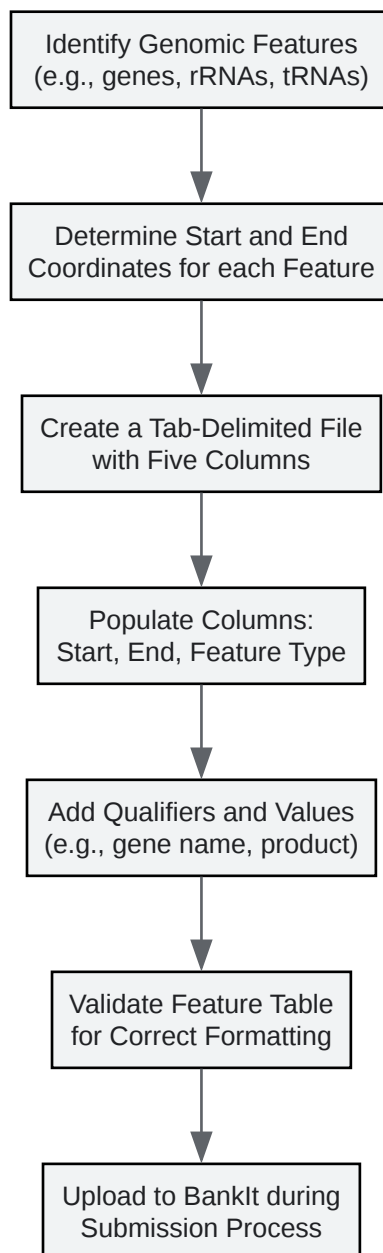 Identify Genomic Features
(e.g., genes, rRNAs, tRNAs)
Determine Start and End
Coordinates for each Feature
Create a Tab-Delimited File
with Five Columns
Populate Columns:
Start, End, Feature Type
Add Qualifiers and Values
(e.g., gene name, product)
Validate Feature Table
for Correct Formatting
Upload to BankIt during
Submission Process